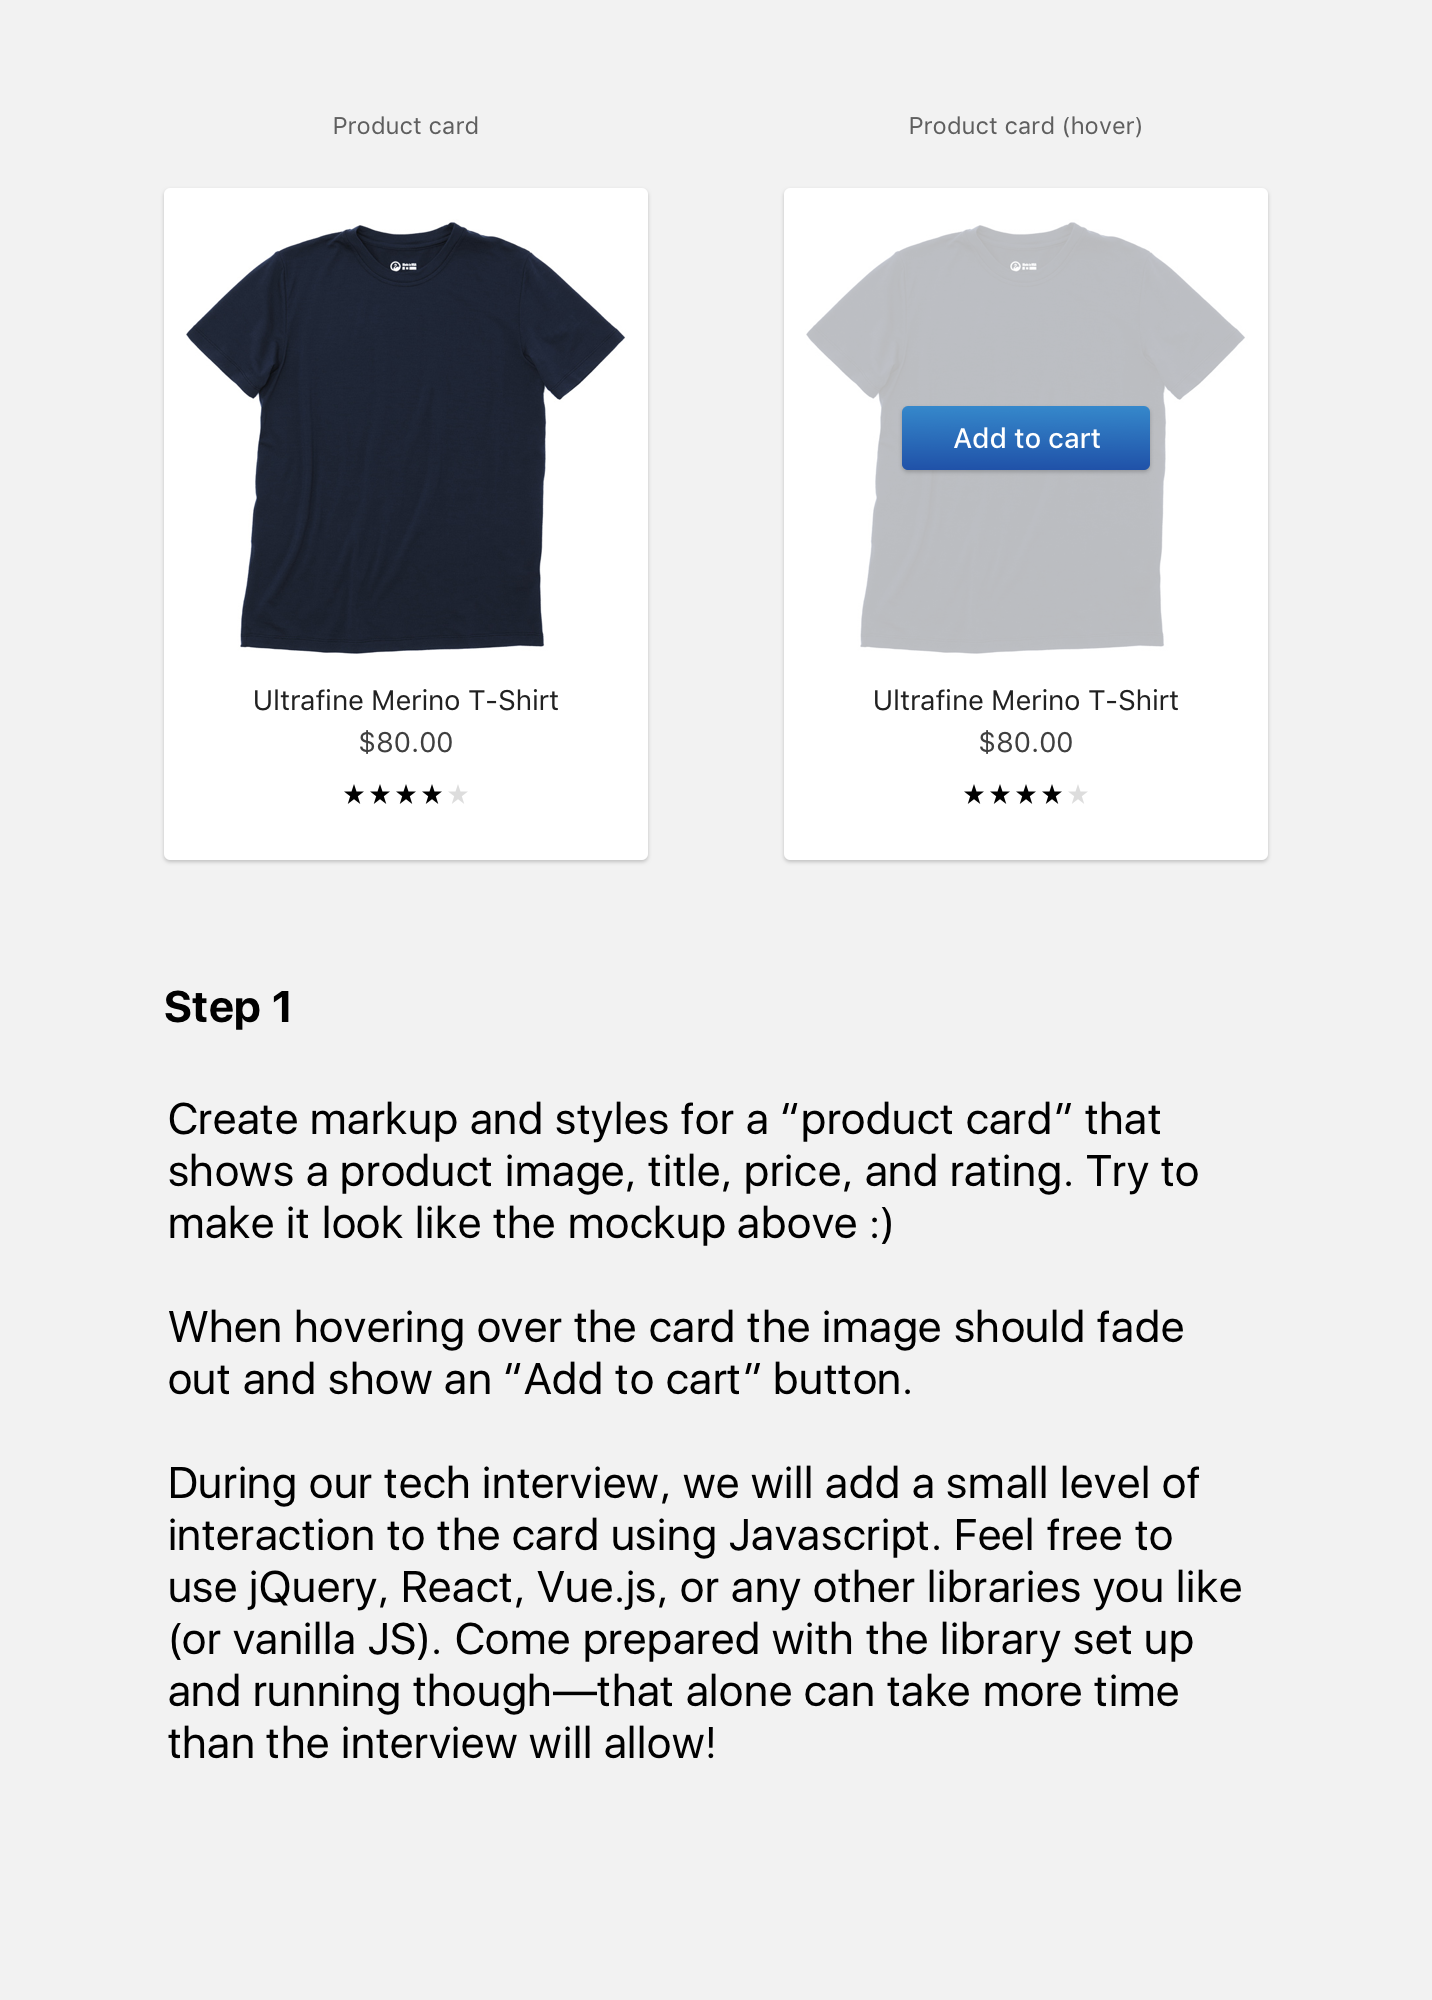 Product card
Product card (hover)
Add to cart
Ultrafine Merino T-Shirt
$80.00
★★★★★
Ultrafine Merino T-Shirt
$80.00
★★★★★
Step 1
Create markup and styles for a “product card” that
shows a product image, title, price, and rating. Try to
make it look like the mockup above :)
When hovering over the card the image should fade
out and show an “Add to cart” button.
During our tech interview, we will add a small level of
interaction to the card using Javascript. Feel free to
use jQuery, React, Vue.js, or any other libraries you like
(or vanilla JS). Come prepared with the library set up
and running though—that alone can take more time
than the interview will allow!